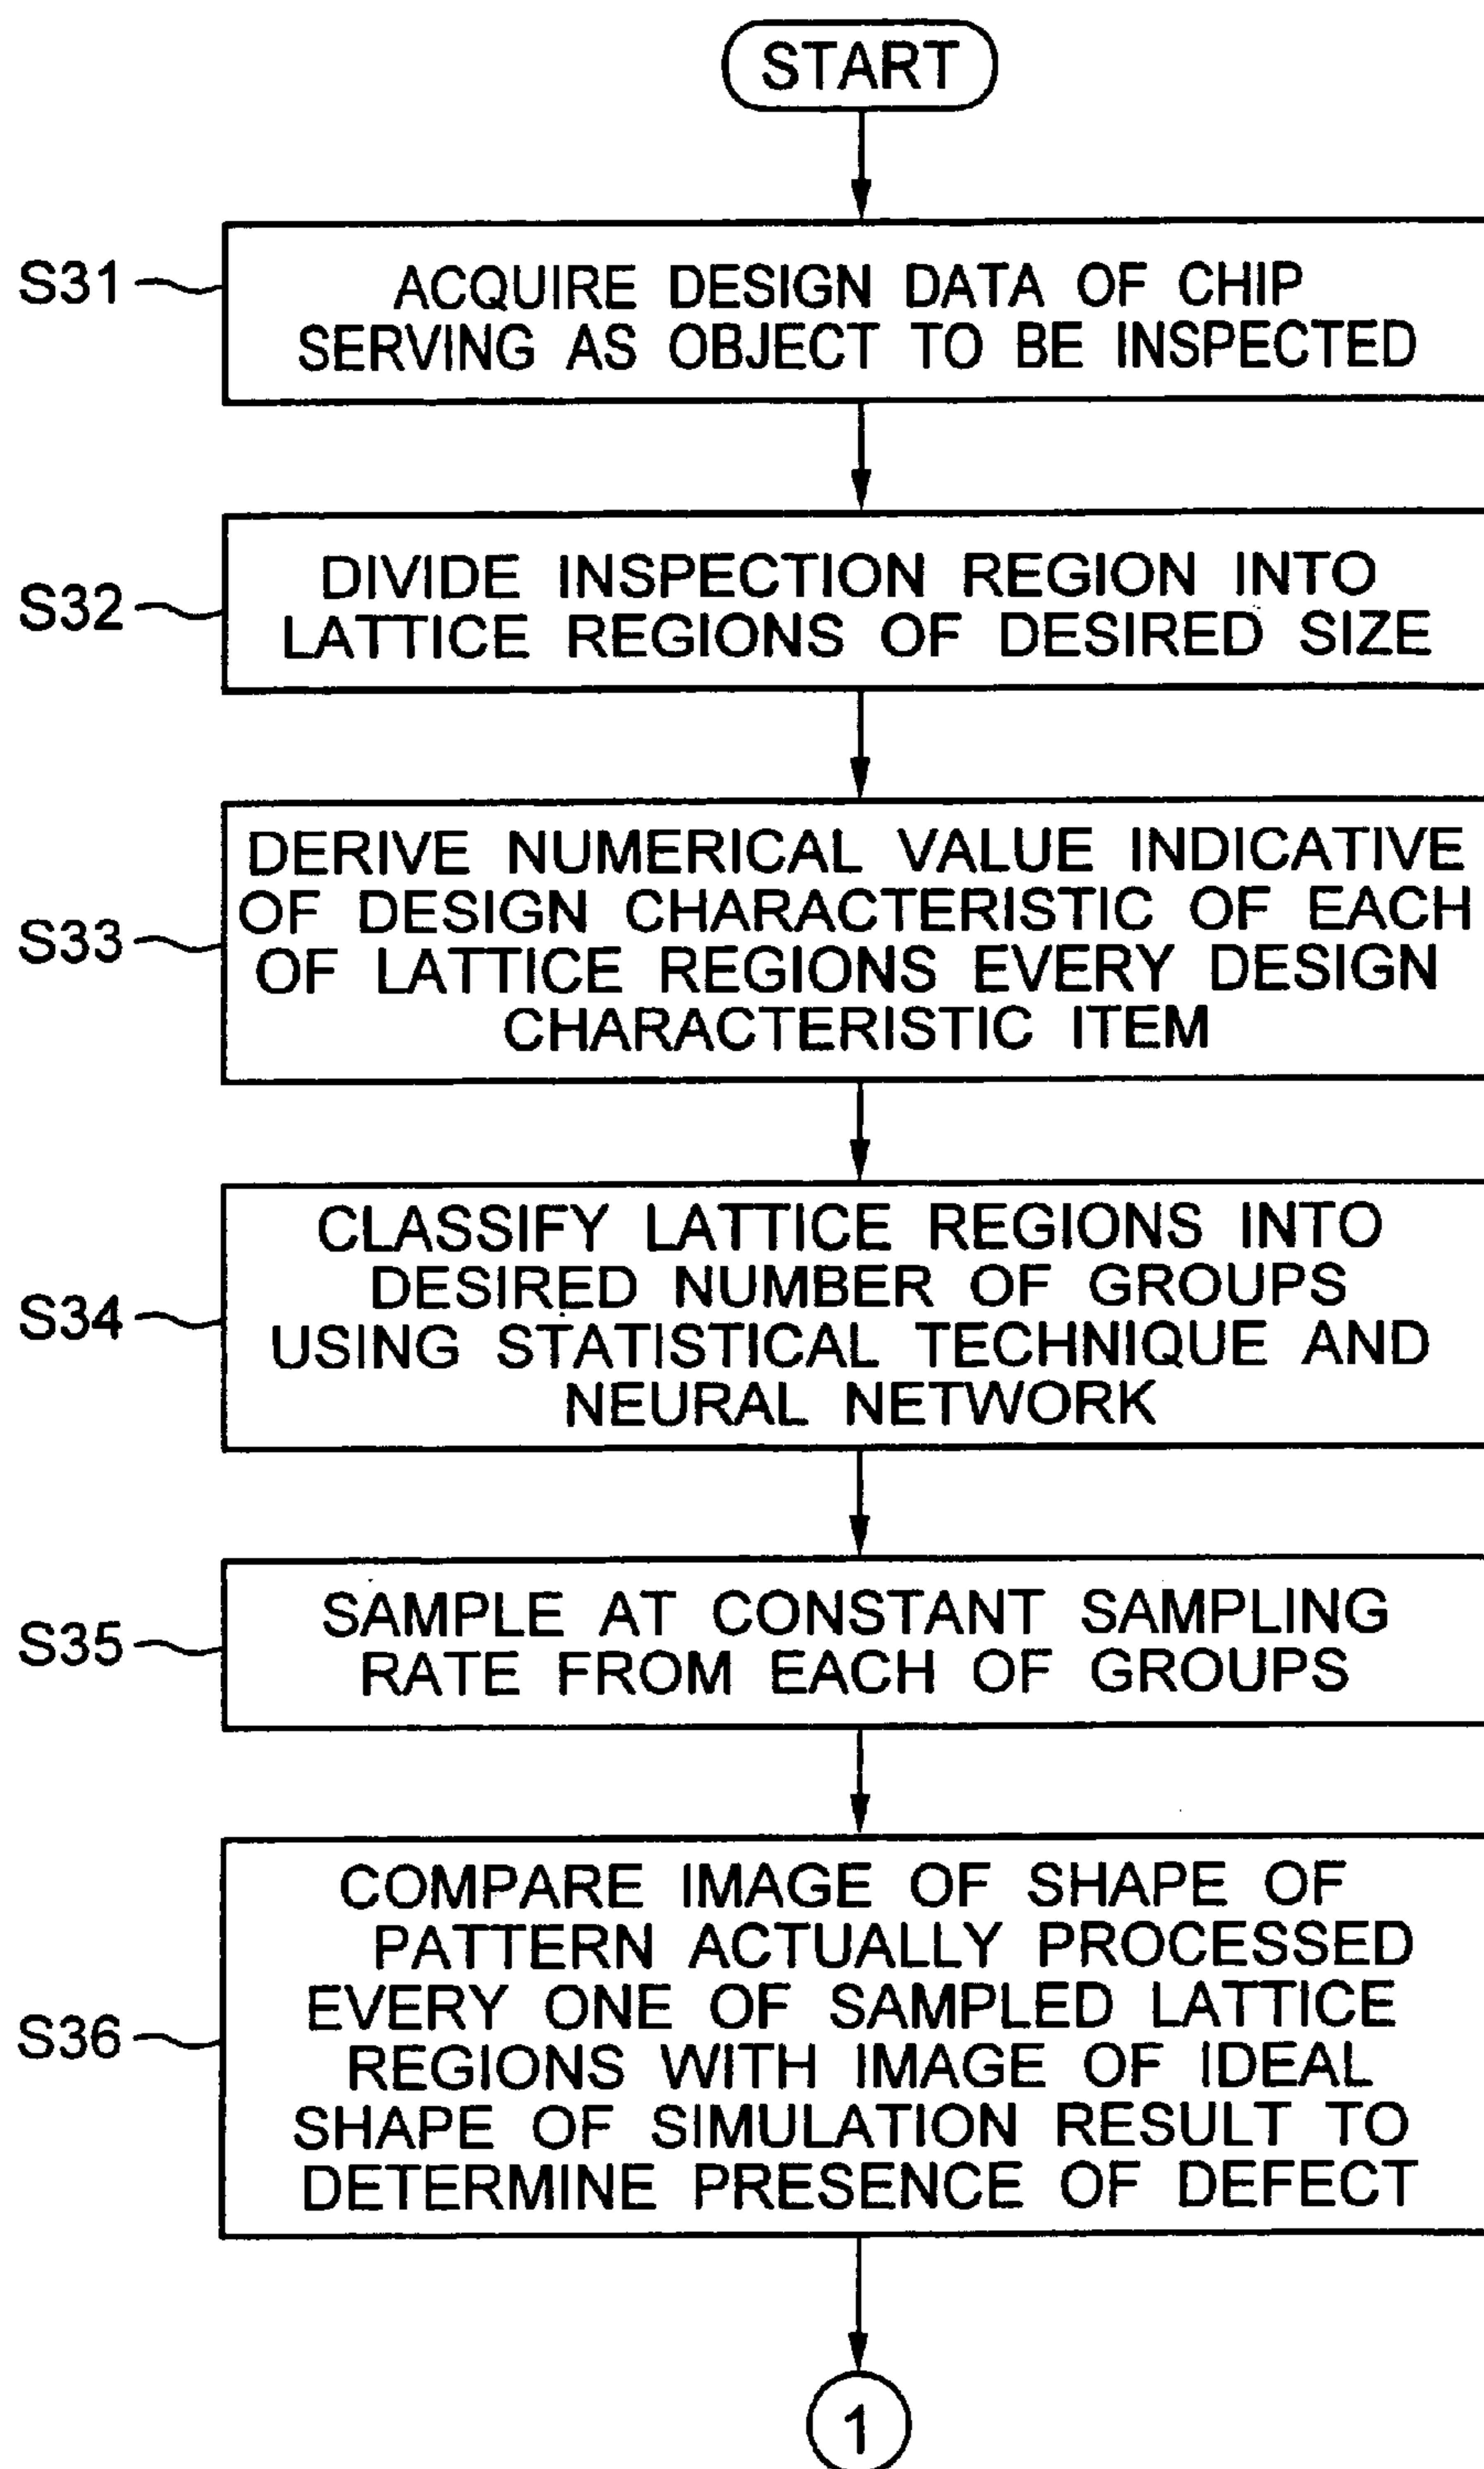 START
S31
ACQUIRE DESIGN DATA OF CHIP
SERVING AS OBJECT TO BE INSPECTED
S32
DIVIDE INSPECTION REGION INTO
LATTICE REGIONS OF DESIRED SIZE
S33
DERIVE NUMERICAL VALUE INDICATIVE
OF DESIGN CHARACTERISTIC OF EACH
OF LATTICE REGIONS EVERY DESIGN
CHARACTERISTIC ITEM
S34
CLASSIFY LATTICE REGIONS INTO
DESIRED NUMBER OF GROUPS
USING STATISTICAL TECHNIQUE AND
NEURAL NETWORK
S35
SAMPLE AT CONSTANT SAMPLING
RATE FROM EACH OF GROUPS
S36
COMPARE IMAGE OF SHAPE OF
PATTERN ACTUALLY PROCESSED
EVERY ONE OF SAMPLED LATTICE
REGIONS WITH IMAGE OF IDEAL
SHAPE OF SIMULATION RESULT TO
DETERMINE PRESENCE OF DEFECT
1